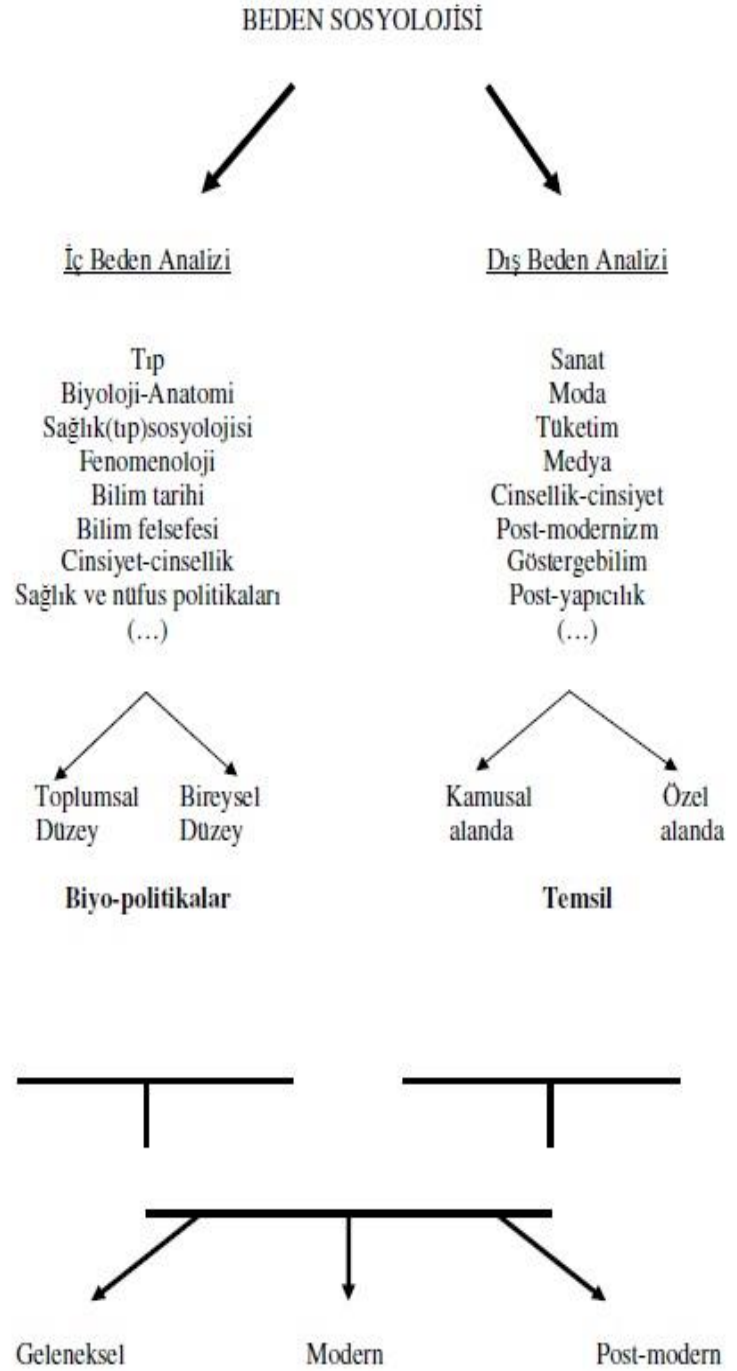 BEDEN SOSYOLOJİSİ
İç Beden Analizi
Tıp
Biyoloji-Anatomi
Sağlık(tıp)sosyolojisi
Fenomenoloji
Bilim tarihi
Bilim felsefesi
Cinsiyet-cinsellik
Sağlık ve nüfus politikaları
(…)
Toplumsal Düzey
Bireysel Düzey
Biyo-politikalar
Dış Beden Analizi
Sanat
Moda
Tüketim
Medya
Cinsellik-cinsiyet
Post-modernizm
Göstergebilim
Post-yapıcılık
(…)
Kamusal alanda
Özel alanda
Temsil
Geleneksel
Modern
Post-modern